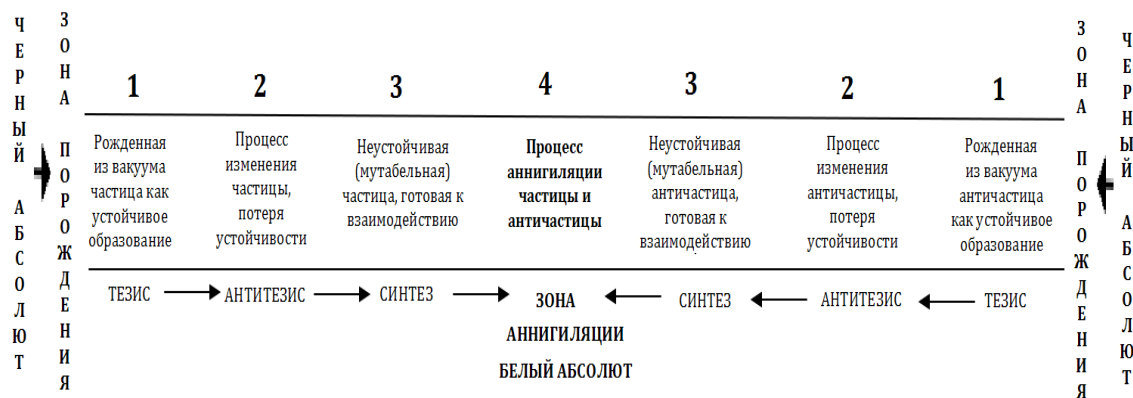 ЧЕРНЫЙ АБСОЛЮТ
ЗОНА ПОРОЖДЕНИЯ
1
2
3
4
3
2
1
Рожденная
из вакуума
частица как
устойчивое
образование
Процесс
изменения
частицы,
потеря
устойчивости
Неустойчивая
(мутабельная)
частица, готовая к
взаимодействию
Процесс
аннигиляции
частицы и
античастицы
Неустойчивая
(мутабельная)
античастица,
готовая к
взаимодействию
Процесс
изменения
античастицы,
потеря
устойчивости
Рожденная
из вакуума
античастица
как устойчивое
образование
ТЕЗИС
АНТИТЕЗИС
СИНТЕЗ
ЗОНА
АННИГИЛЯЦИИ
БЕЛЫЙ АБСОЛЮТ
СИНТЕЗ
АНТИТЕЗИС
ТЕЗИС
ЗОНА ПОРОЖДЕНИЯ
ЧЕРНЫЙ АБСОЛЮТ